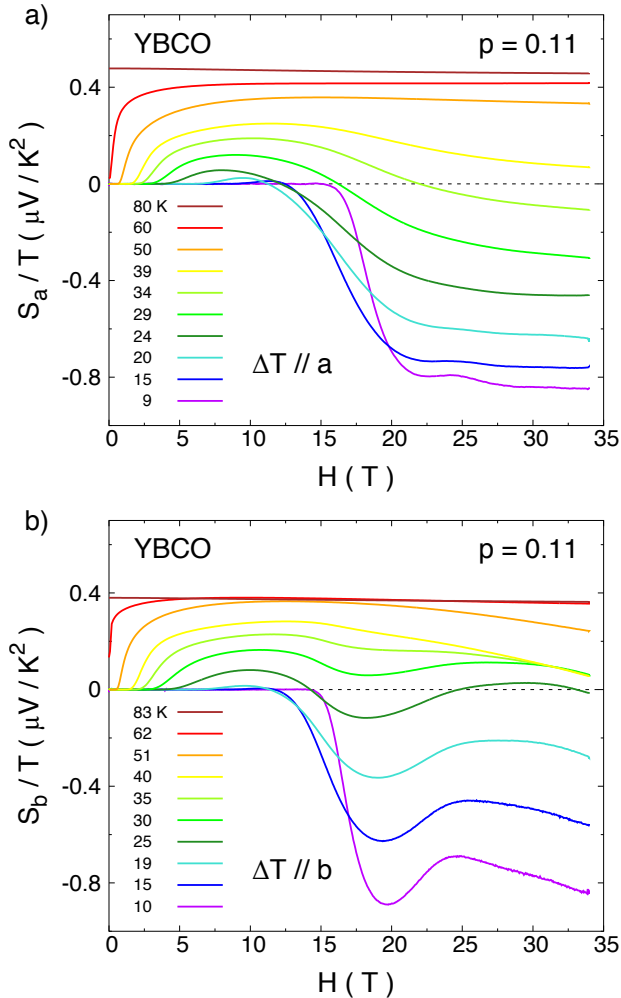 a)
YBCO
p = 0.11
0.4
0
-0.4
-0.8
S_a / T ( μV / K²)
80 K
60
50
39
34
29
24
20
15
9
ΔT // a
0 5 10 15 20 25 30 35
H ( T )
b)
YBCO
p = 0.11
0.4
0
-0.4
-0.8
S_b / T ( μV / K²)
83 K
62
51
40
35
30
25
19
15
10
ΔT // b
0 5 10 15 20 25 30 35
H ( T )